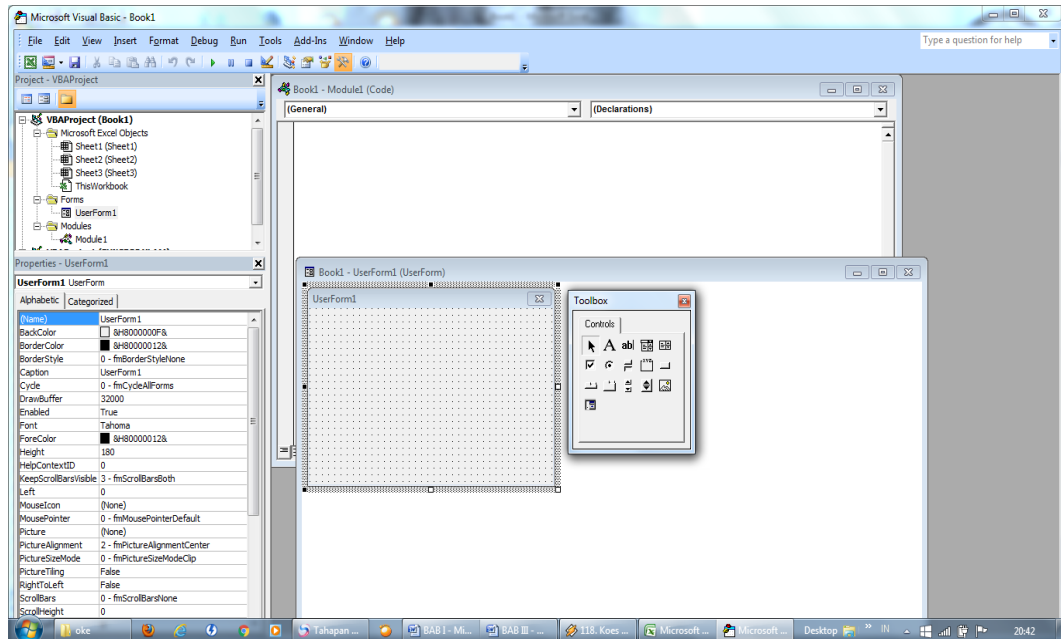 Microsoft Visual Basic - Book1
File Edit View Insert Format Debug Run Tools Add-Ins Window Help
Type a question for help
Project - VBAProject
VBAProject (Book1)
Microsoft Excel Objects
Sheet1 (Sheet1)
Sheet2 (Sheet2)
Sheet3 (Sheet3)
ThisWorkbook
Forms
UserForm1
Modules
Module1
Properties - UserForm1
UserForm1 UserForm
Alphabetic Categorized
(Name) UserForm1
BackColor &H8000000F&
BorderColor &H80000012&
BorderStyle 0 - fmBorderStyleNone
Caption UserForm1
Cycle 0 - fmCycleAllForms
DrawBuffer 32000
Enabled True
Font Tahoma
ForeColor &H80000012&
Height 180
HelpContextID 0
KeepScrollBarsVisible 3 - fmScrollBarsBoth
Left 0
MouseIcon (None)
MousePointer 0 - fmMousePointerDefault
Picture (None)
PictureAlignment 2 - fmPictureAlignmentCenter
PictureSizeMode 0 - fmPictureSizeModeClip
PictureTiling False
RightToLeft False
ScrollBars 0 - fmScrollBarsNone
ScrollHeight 0
Book1 - Module1 (Code)
(General) (Declarations)
Book1 - UserForm1 (UserForm)
UserForm1
Toolbox
Controls
A ab|
oke Tahapan ... BAB I - Mi... BAB III - ... 118. Koes ... Microsoft ... Microsoft ... Desktop » IN 20:42